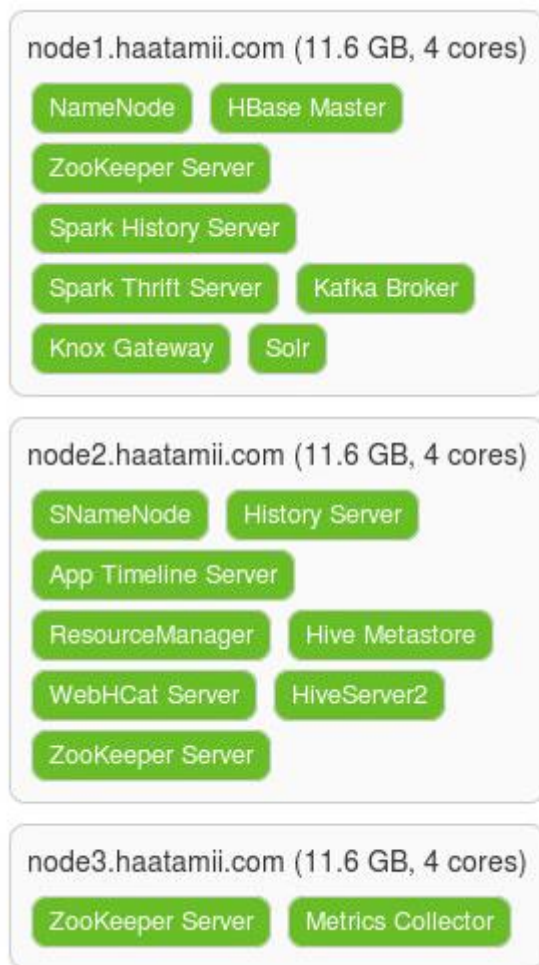 node1.haatamii.com (11.6 GB, 4 cores)
NameNode HBase Master
ZooKeeper Server
Spark History Server
Spark Thrift Server Kafka Broker
Knox Gateway Solr
node2.haatamii.com (11.6 GB, 4 cores)
SNameNode History Server
App Timeline Server
ResourceManager Hive Metastore
WebHCat Server HiveServer2
ZooKeeper Server
node3.haatamii.com (11.6 GB, 4 cores)
ZooKeeper Server Metrics Collector